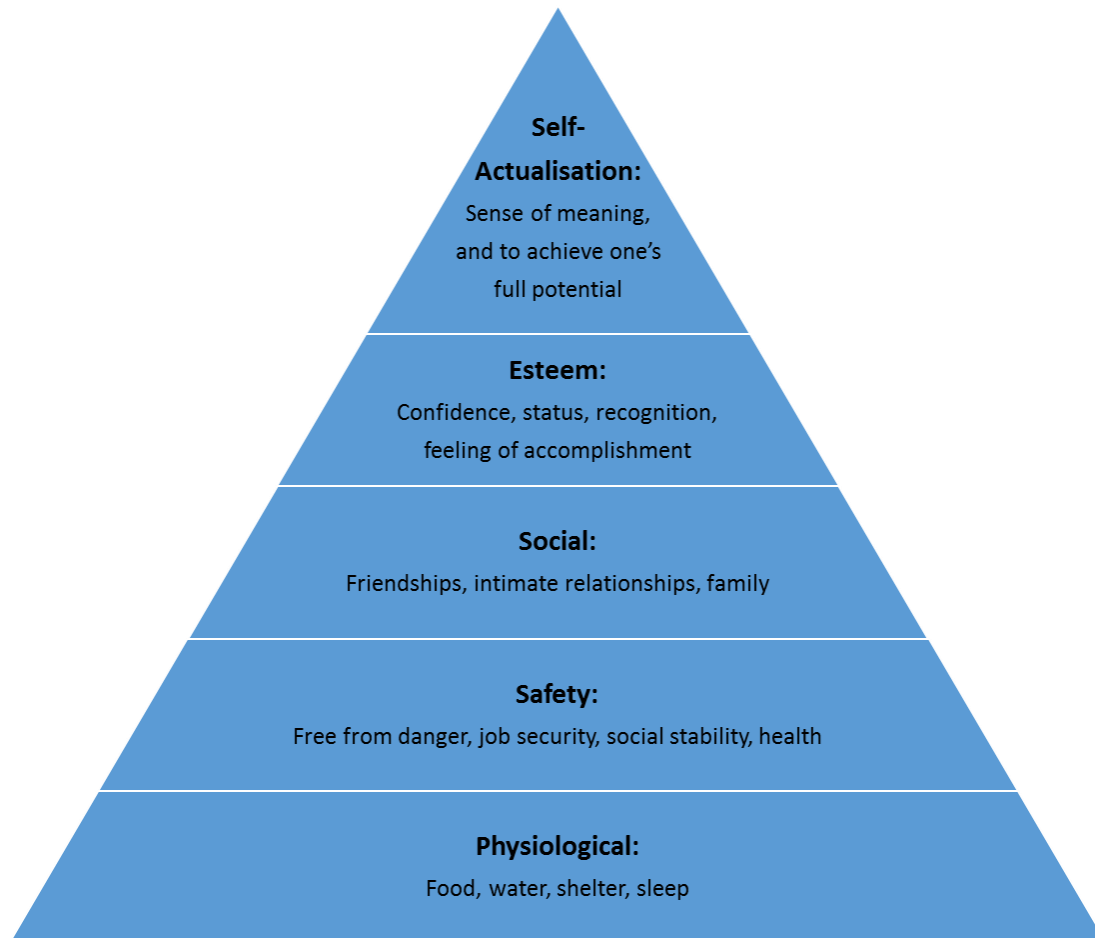 Self-
Actualisation:
Sense of meaning,
and to achieve one’s
full potential
Esteem:
Confidence, status, recognition,
feeling of accomplishment
Social:
Friendships, intimate relationships, family
Safety:
Free from danger, job security, social stability, health
Physiological:
Food, water, shelter, sleep